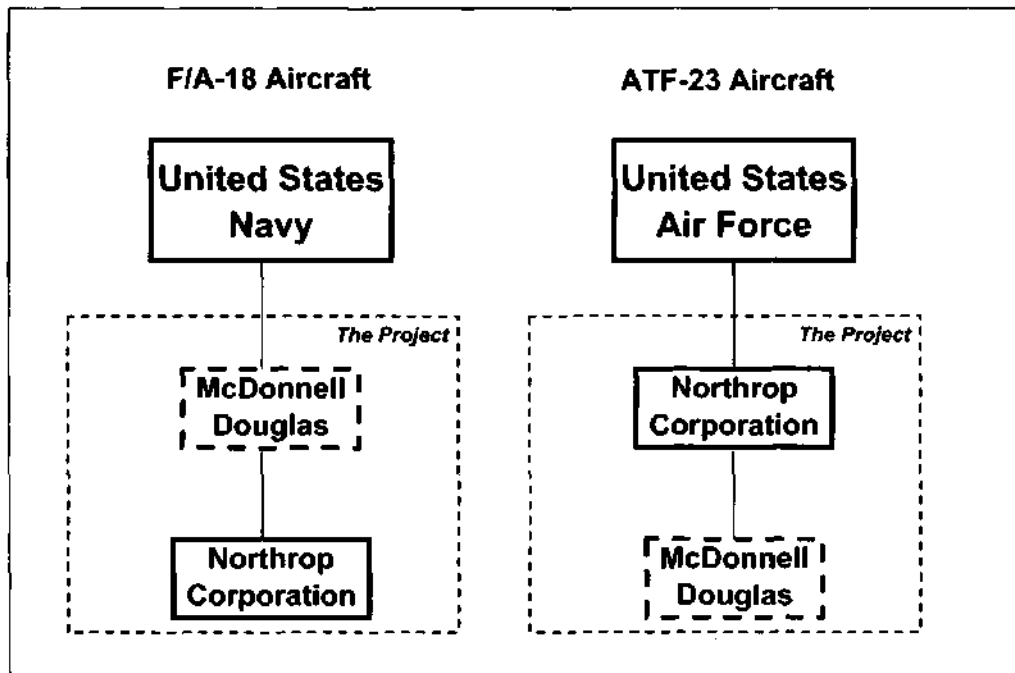 F/A-18 Aircraft
United States
Navy
The Project
McDonnell
Douglas
Northrop
Corporation
ATF-23 Aircraft
United States
Air Force
The Project
Northrop
Corporation
McDonnell
Douglas